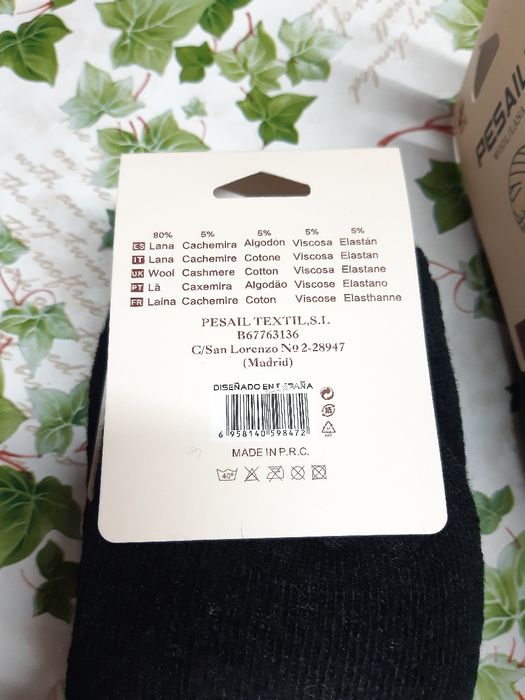 PESAIL
80% 5% 5% 5% 5%
ES Lana Cachemira Algodón Viscosa Elastán
IT Lana Cachemire Cotone Viscosa Elastan
UK Wool Cashmere Cotton Viscosa Elastane
PT Lã Caxemira Algodão Viscose Elastano
FR Laina Cachemire Coton Viscose Elasthanne
PESAIL TEXTIL,S.L
B67763136
C/San Lorenzo Nº 2-28947
(Madrid)
DISEÑADO EN ESPAÑA
6 958140 598472
MADE IN P.R.C.
40º